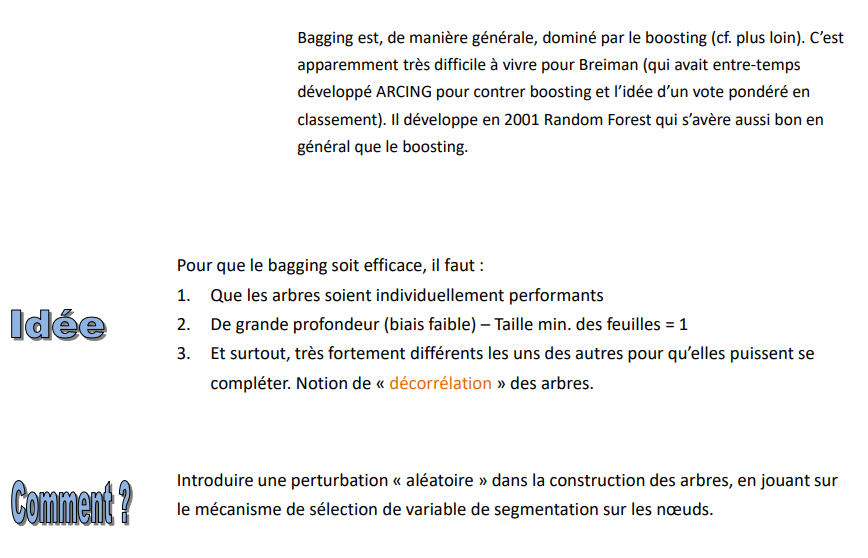 Bagging est, de manière générale, dominé par le boosting (cf. plus loin). C’est
apparemment très difficile à vivre pour Breiman (qui avait entre-temps
développé ARCING pour contrer boosting et l’idée d’un vote pondéré en
classement). Il développe en 2001 Random Forest qui s’avère aussi bon en
général que le boosting.
Idée
Pour que le bagging soit efficace, il faut :
1. Que les arbres soient individuellement performants
2. De grande profondeur (biais faible) – Taille min. des feuilles = 1
3. Et surtout, très fortement différents les uns des autres pour qu’elles puissent se
compléter. Notion de « décorrélation » des arbres.
Comment ?
Introduire une perturbation « aléatoire » dans la construction des arbres, en jouant sur
le mécanisme de sélection de variable de segmentation sur les nœuds.